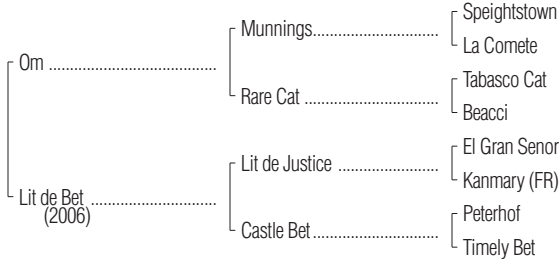 Speightstown
Munnings
La Comete
Om
Tabasco Cat
Rare Cat
Beacci
El Gran Senor
Lit de Justice
Kanmary (FR)
Lit de Bet
(2006)
Peterhof
Castle Bet
Timely Bet